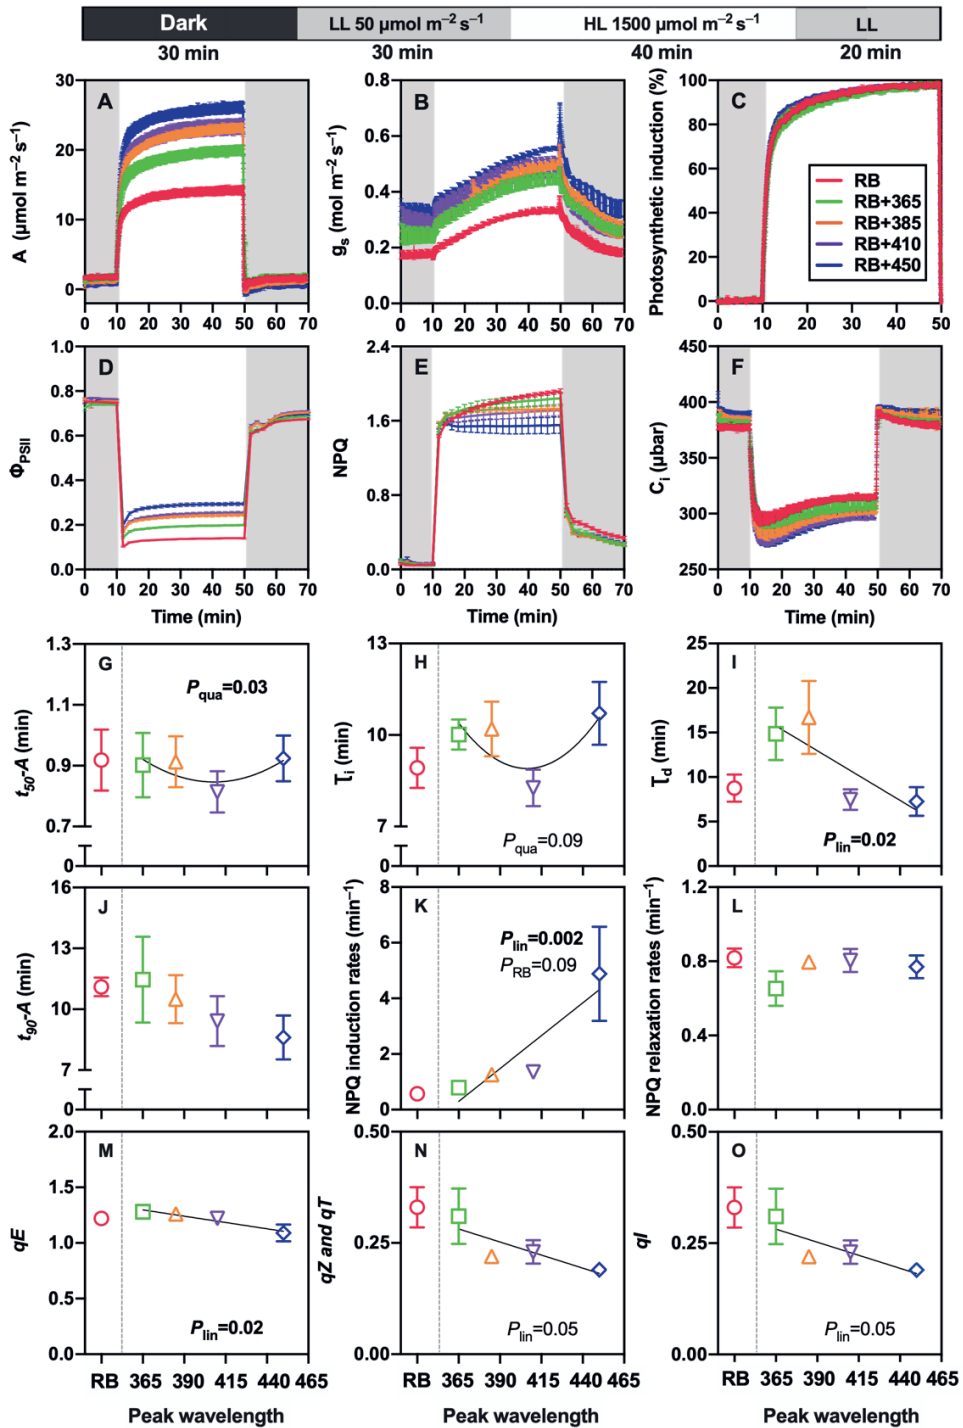 Dark LL 50 µmol m⁻² s⁻¹ HL 1500 µmol m⁻² s⁻¹ LL
30 min 30 min 40 min 20 min
A
A (µmol m⁻² s⁻¹)
30
20
10
0
0 10 20 30 40 50 60 70
B
gs (mol m⁻² s⁻¹)
0.8
0.6
0.4
0.2
0.0
0 10 20 30 40 50 60 70
C
Photosynthetic induction (%)
100
80
60
40
20
0
0 10 20 30 40 50
RB
RB+365
RB+385
RB+410
RB+450
D
ΦPSII
1.0
0.8
0.6
0.4
0.2
0.0
0 10 20 30 40 50 60 70
Time (min)
E
NPQ
2.4
1.6
0.8
0.0
0 10 20 30 40 50 60 70
Time (min)
F
Ci (µbar)
450
400
350
300
250
0 10 20 30 40 50 60 70
Time (min)
G
t50-A (min)
1.3
1.1
0.9
0.7
0
Pqua=0.03
H
τi (min)
13
10
7
0
Pqua=0.09
I
τd (min)
25
20
15
10
5
0
Plin=0.02
J
t90-A (min)
16
13
10
7
0
K
NPQ induction rates (min⁻¹)
8
6
4
2
0
Plin=0.002
PRB=0.09
L
NPQ relaxation rates (min⁻¹)
1.2
0.8
0.4
0.0
M
qE
2.0
1.5
1.0
0.5
0.0
Plin=0.02
RB 365 390 415 440 465
Peak wavelength
N
qZ and qT
0.50
0.25
0.00
Plin=0.05
RB 365 390 415 440 465
Peak wavelength
O
qI
0.50
0.25
0.00
Plin=0.05
RB 365 390 415 440 465
Peak wavelength